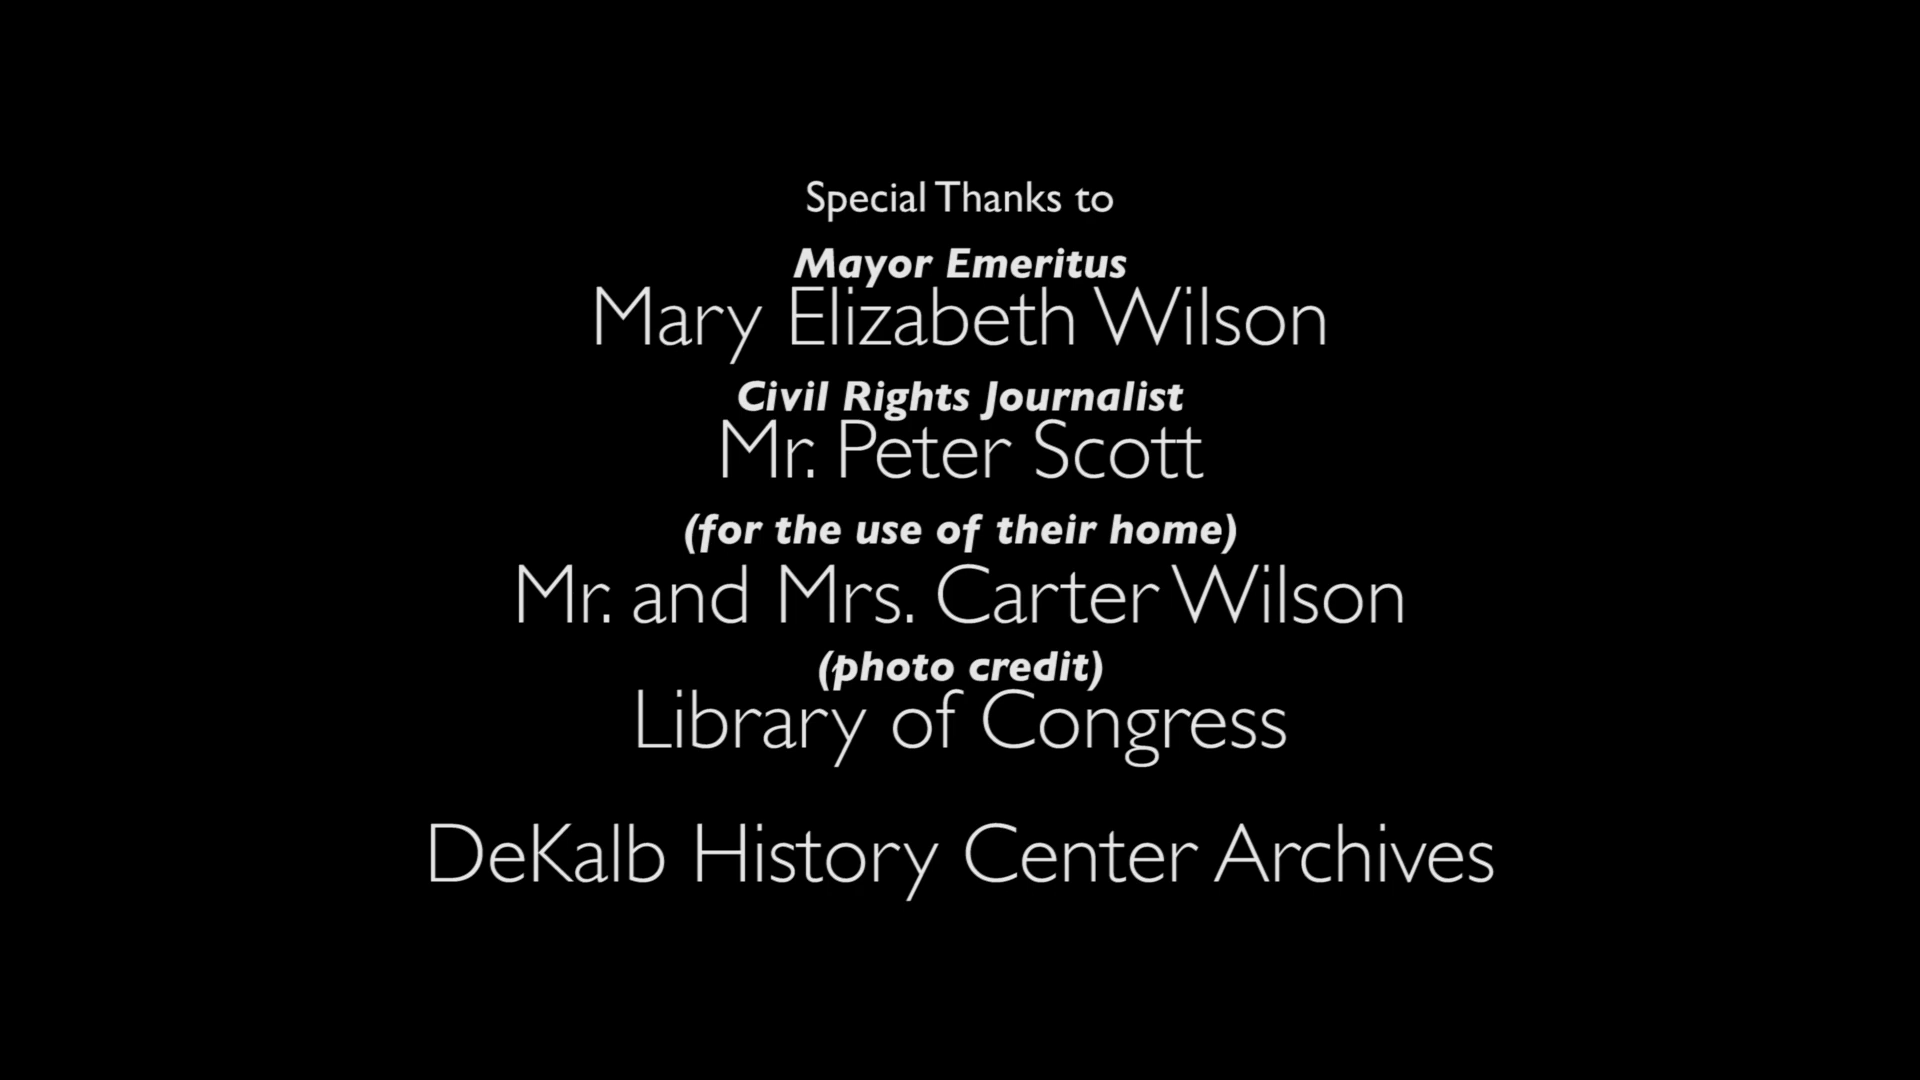 Special Thanks to
Mayor Emeritus
Mary Elizabeth Wilson
Civil Rights Journalist
Mr. Peter Scott
(for the use of their home)
Mr. and Mrs. Carter Wilson
(photo credit)
Library of Congress
DeKalb History Center Archives